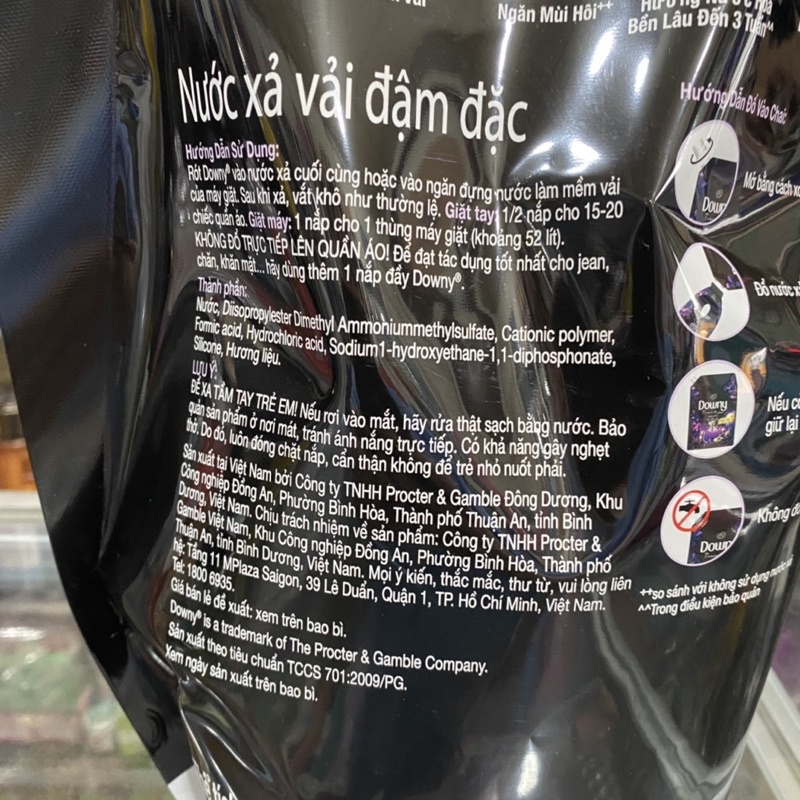 Ngăn Mùi Hôi++
Bền Lâu Đến 3 Tuần^^
Nước xả vải đậm đặc
Hướng Dẫn Sử Dụng:
Rót Downy® vào nước xả cuối cùng hoặc vào ngăn đựng nước làm mềm vải
của máy giặt. Sau khi xả, vắt khô như thường lệ. Giặt tay: 1/2 nắp cho 15-20
chiếc quần áo. Giặt máy: 1 nắp cho 1 thùng máy giặt (khoảng 52 lít).
KHÔNG ĐỔ TRỰC TIẾP LÊN QUẦN ÁO! Để đạt tác dụng tốt nhất cho jean,
chăn, khăn mặt... hãy dùng thêm 1 nắp đầy Downy®.
Thành phần:
Nước, Diisopropylester Dimethyl Ammoniummethylsulfate, Cationic polymer,
Formic acid, Hydrochloric acid, Sodium1-hydroxyethane-1,1-diphosphonate,
Silicone, Hương liệu.
LƯU Ý:
ĐỂ XA TẦM TAY TRẺ EM! Nếu rơi vào mắt, hãy rửa thật sạch bằng nước. Bảo
quản sản phẩm ở nơi mát, tránh ánh nắng trực tiếp. Có khả năng gây nghẹt
thở. Do đó, luôn đóng chặt nắp, cẩn thận không để trẻ nhỏ nuốt phải.
Sản xuất tại Việt Nam bởi Công ty TNHH Procter & Gamble Đông Dương, Khu
Công nghiệp Đồng An, Phường Bình Hòa, Thành phố Thuận An, tỉnh Bình
Dương, Việt Nam. Chịu trách nhiệm về sản phẩm: Công ty TNHH Procter &
Gamble Việt Nam, Khu Công nghiệp Đồng An, Phường Bình Hòa, Thành phố
Thuận An, tỉnh Bình Dương, Việt Nam. Mọi ý kiến, thắc mắc, thư từ, vui lòng liên
hệ: Tầng 11 MPlaza Saigon, 39 Lê Duẩn, Quận 1, TP. Hồ Chí Minh, Việt Nam.
Tel: 1800 6935.
Giá bán lẻ đề xuất: xem trên bao bì.
Downy® is a trademark of The Procter & Gamble Company.
Sản xuất theo tiêu chuẩn TCCS 701:2009/PG.
Xem ngày sản xuất trên bao bì.
Hướng Dẫn Đổ Vào Chai:
Mở bằng cách
Đổ nước
Downy
Nếu
giữ lại
Không
++so sánh với không sử dụng nước xả
^^Trong điều kiện bảo quản